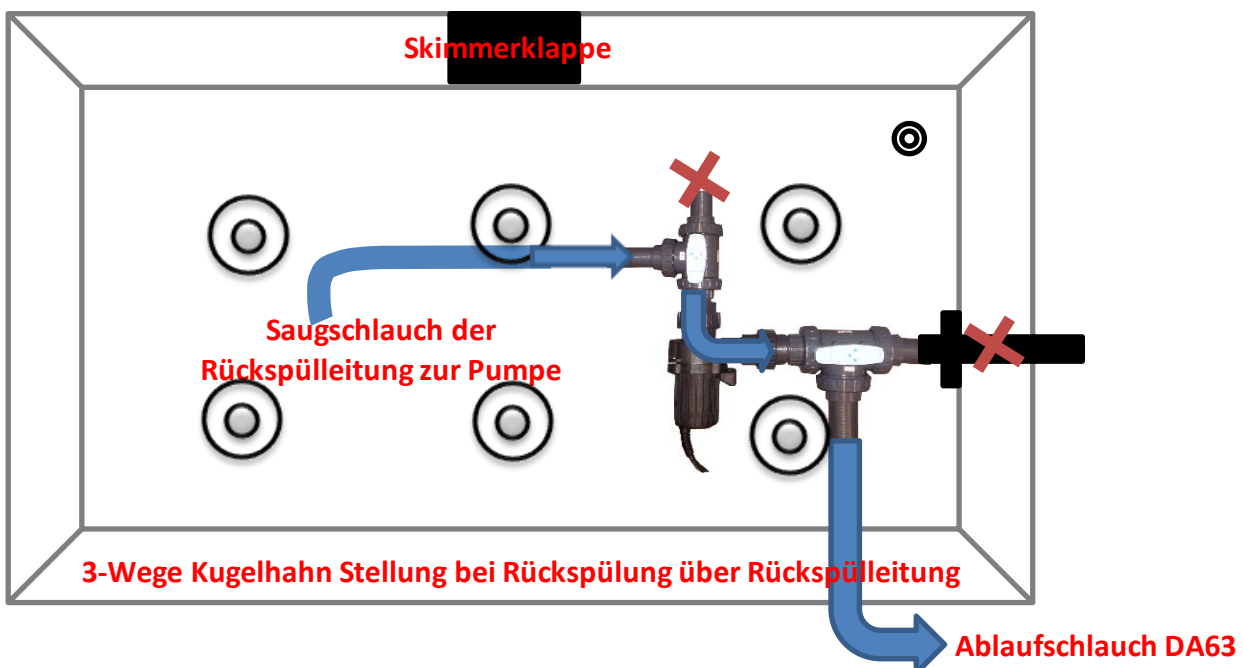 Skimmerklappe
Saugschlauch der
Rückspülleitung zur Pumpe
3-Wege Kugelhahn Stellung bei Rückspülung über Rückspülleitung
Ablaufschlauch DA63